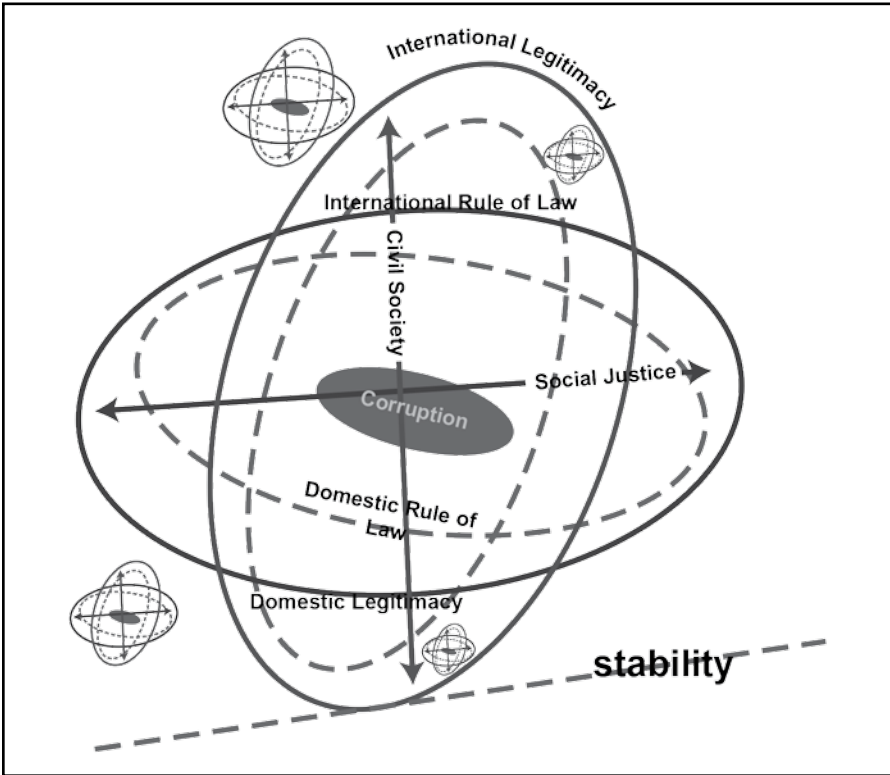 International Legitimacy
International Rule of Law
Civil Society
Social Justice
Corruption
Domestic Rule of
Law
Domestic Legitimacy
stability